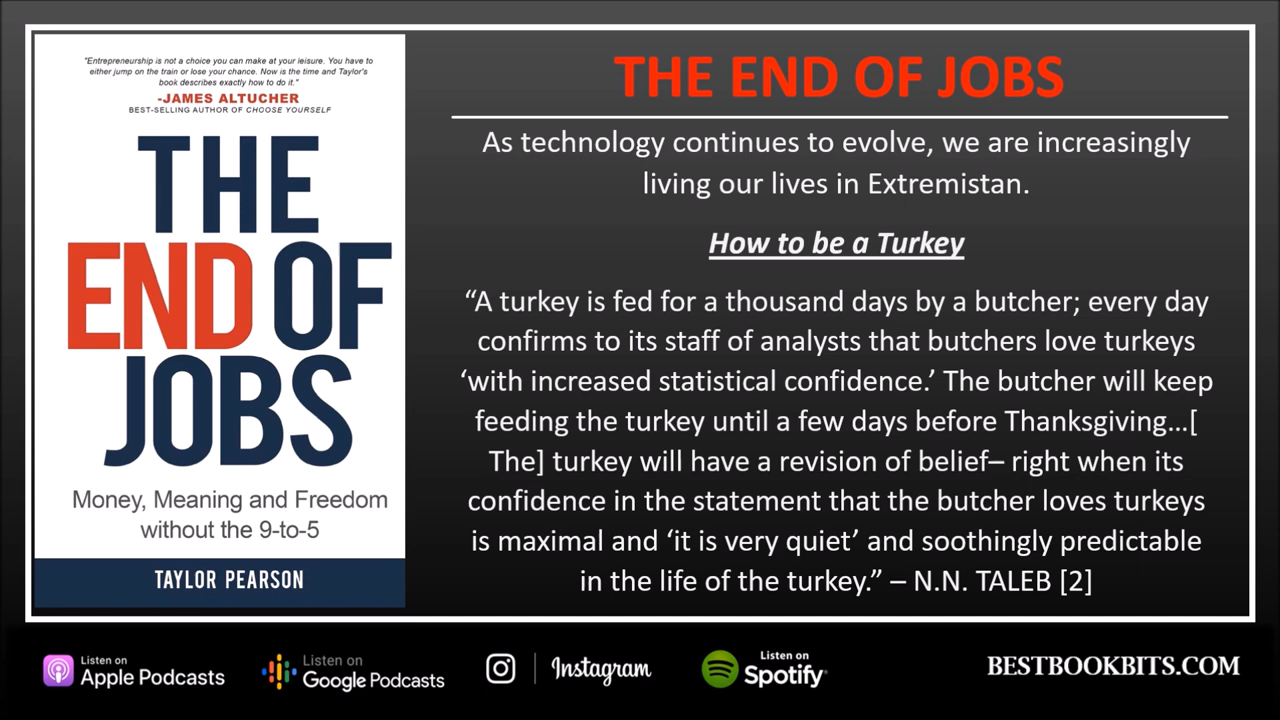 "Entrepreneurship is not a choice you can make at your leisure. You have to
either jump on the train or lose your chance. Now is the time and Taylor's
book describes exactly how to do it."
-JAMES ALTUCHER
BEST-SELLING AUTHOR OF CHOOSE YOURSELF
THE
END OF
JOBS
Money, Meaning and Freedom
without the 9-to-5
TAYLOR PEARSON
THE END OF JOBS
As technology continues to evolve, we are increasingly
living our lives in Extremistan.
How to be a Turkey
“A turkey is fed for a thousand days by a butcher; every day
confirms to its staff of analysts that butchers love turkeys
‘with increased statistical confidence.’ The butcher will keep
feeding the turkey until a few days before Thanksgiving…[
The] turkey will have a revision of belief– right when its
confidence in the statement that the butcher loves turkeys
is maximal and ‘it is very quiet’ and soothingly predictable
in the life of the turkey.” – N.N. TALEB [2]
Listen on
Apple Podcasts
Listen on
Google Podcasts
Instagram
Listen on
Spotify
BESTBOOKBITS.COM